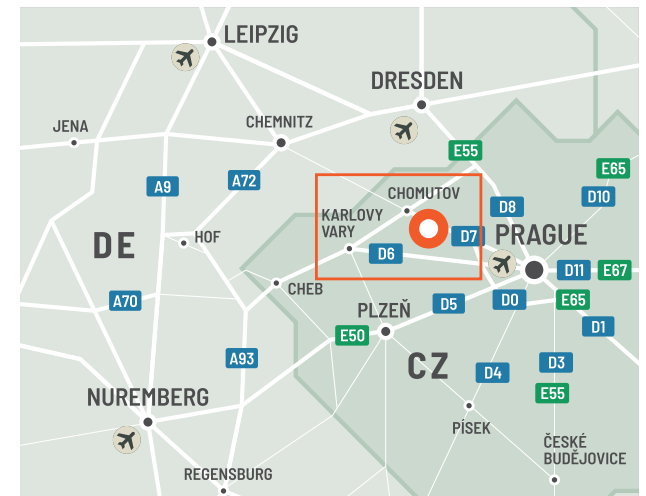 LEIPZIG
DRESDEN
JENA
CHEMNITZ
E55
E65
A9
A72
CHOMUTOV
D8
D10
KARLOVY
VARY
HOF
DE
D7
PRAGUE
D6
D11
E67
CHEB
A70
PLZEŇ
D5
D0
E65
D1
E50
A93
CZ
D4
D3
E55
NUREMBERG
PÍSEK
ČESKÉ
BUDĚJOVICE
REGENSBURG